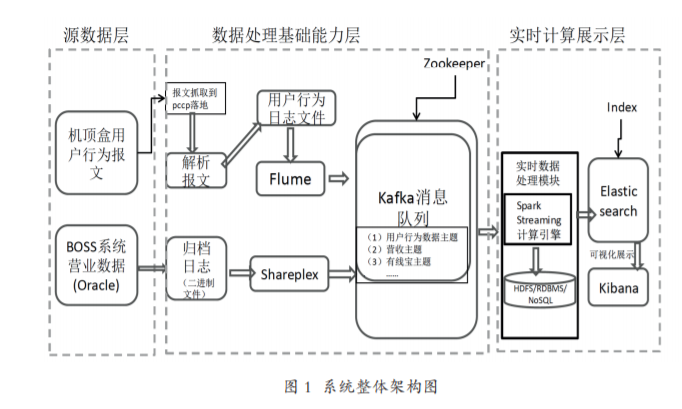 源数据层
数据处理基础能力层
实时计算展示层
Zookeeper
报文抓取到
pccp落地
用户行为
日志文件
机顶盒用
户行为报
文
解析
报文
Flume
Kafka消息
队列
(1) 用户行为数据主题
(2) 营收主题
(3) 有线宝主题
......
BOSS系统
营业数据
(Oracle)
归档
日志
(二进制
文件)
Shareplex
实时数据
处理模块
Spark
Streaming
计算引擎
HDFS/RDBMS/
NoSQL
Index
Elastic
search
可视化展示
Kibana
图 1 系统整体架构图